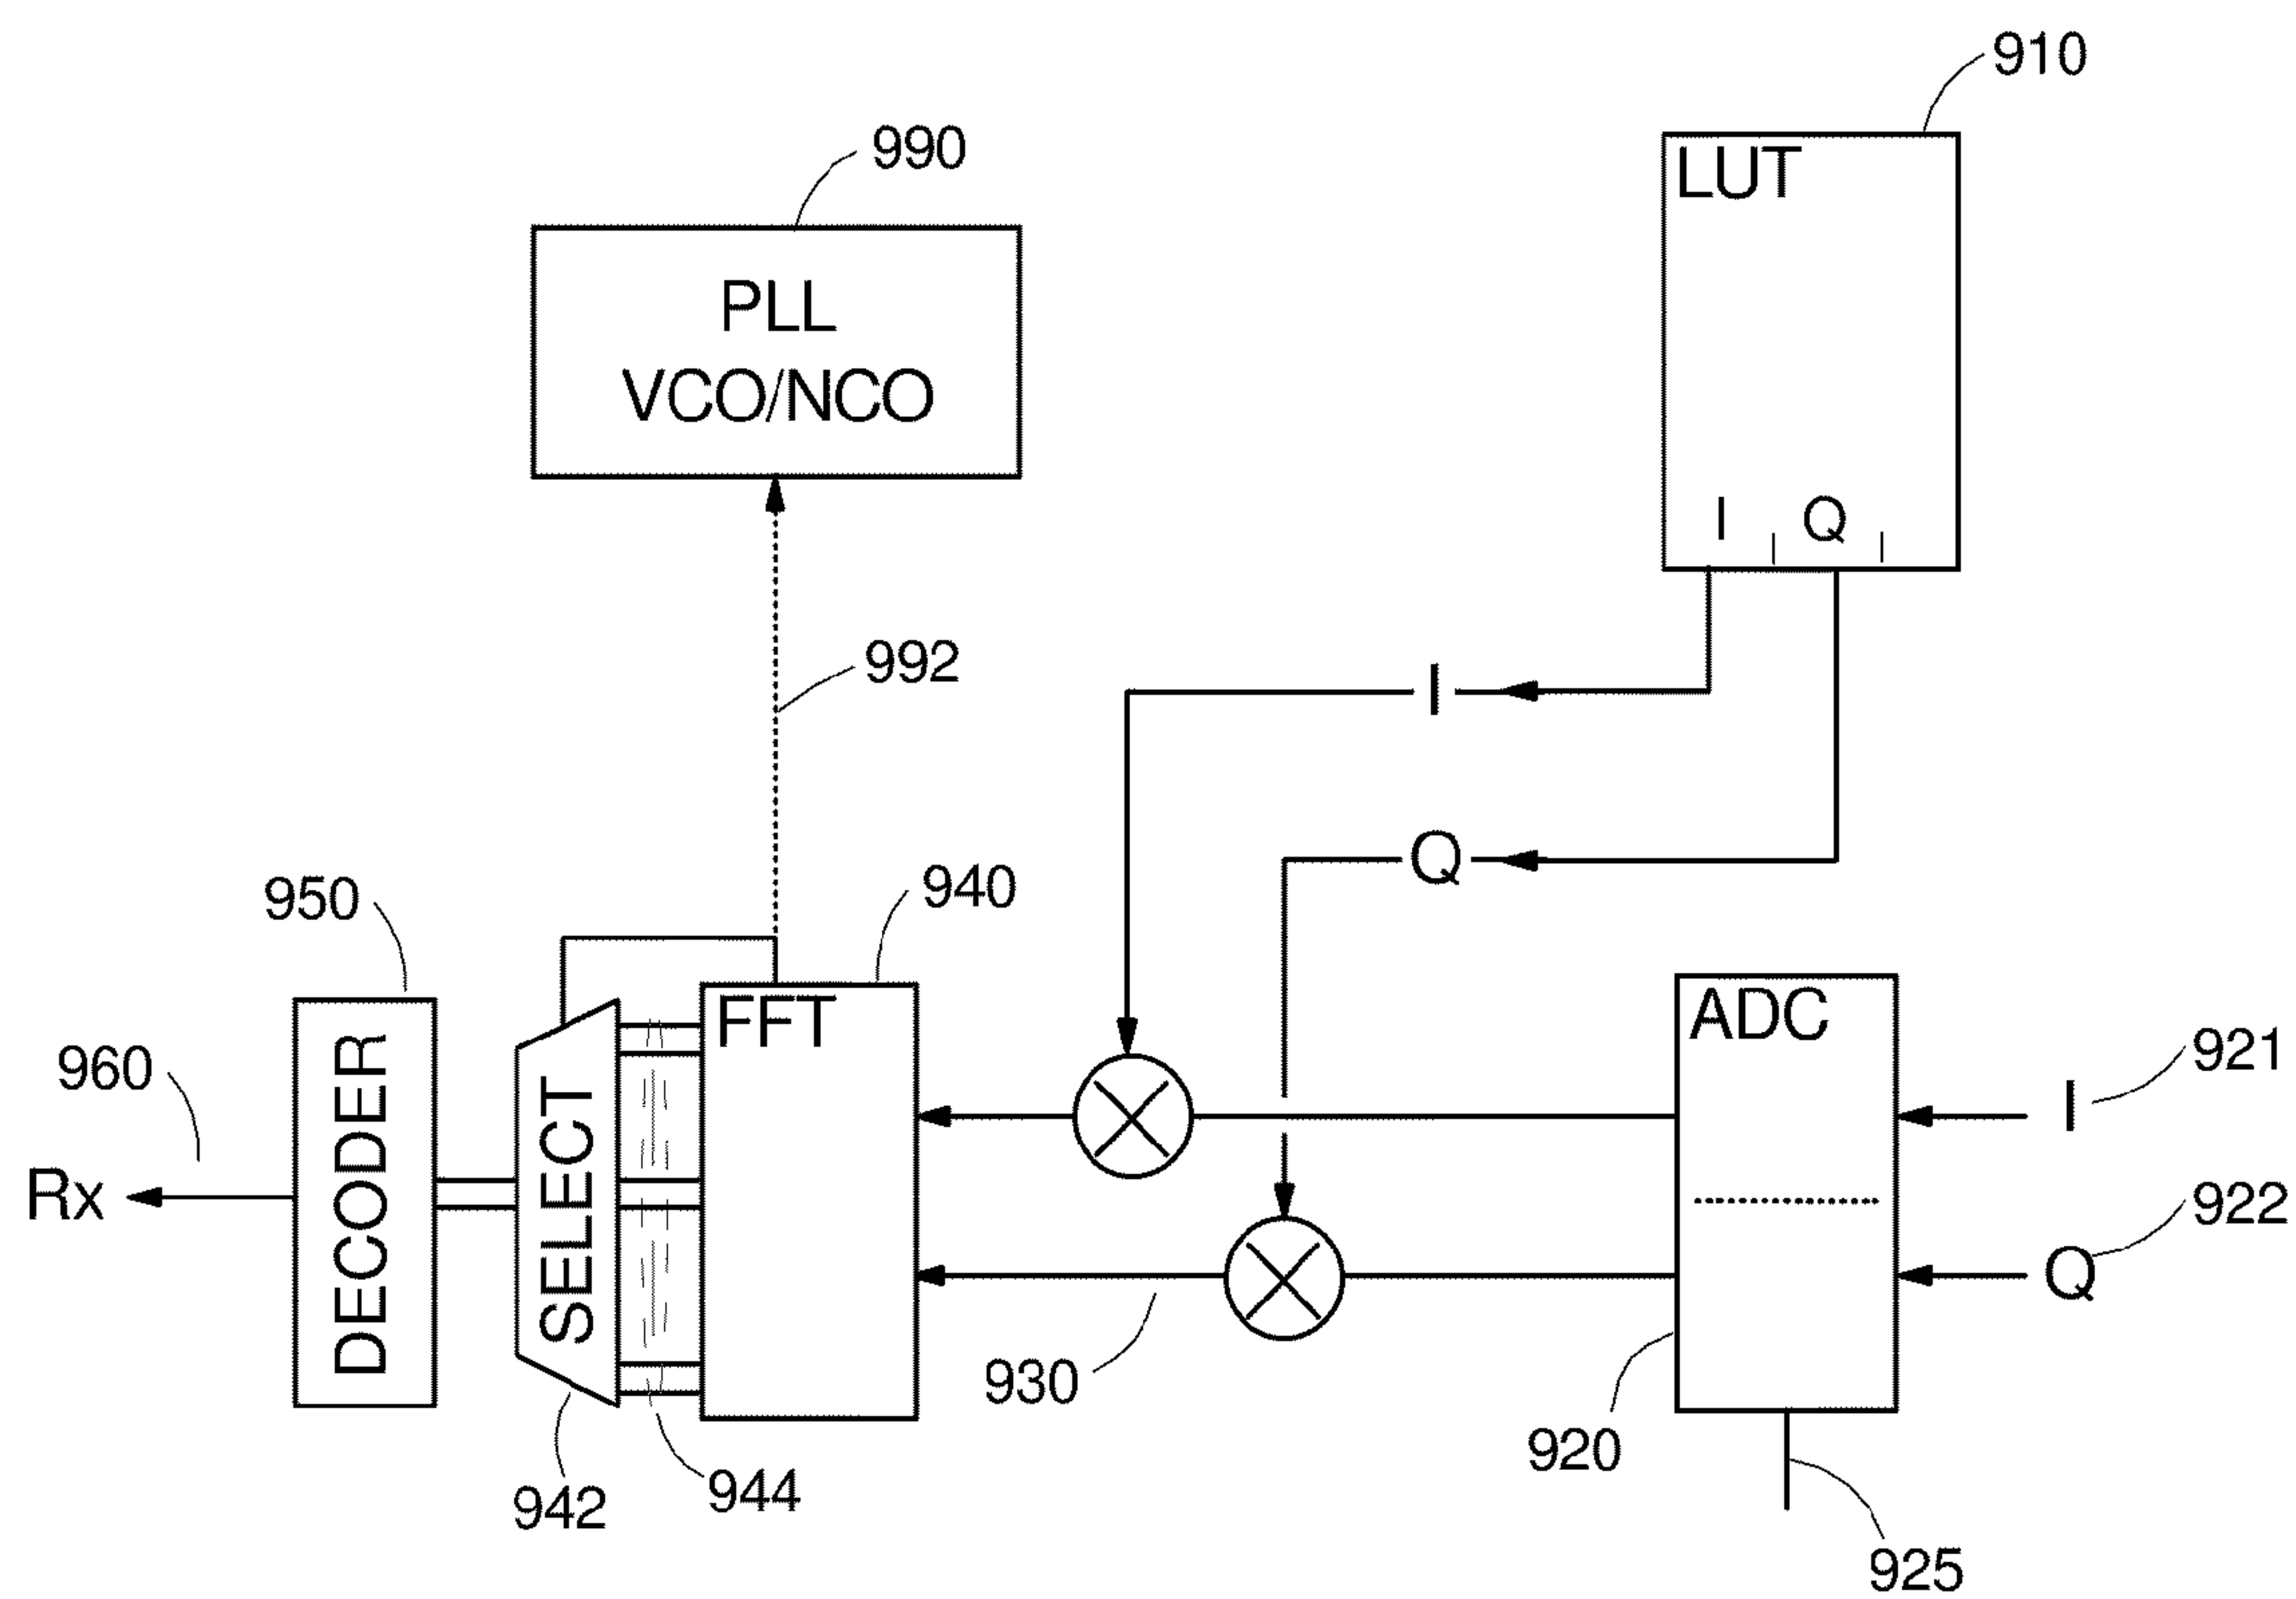 910
LUT
990
PLL
VCO/NCO
I Q
992
I
Q
950
940
FFT
ADC
960
921
I
DECODER
SELECT
Rx
922
Q
930
920
944
942
925